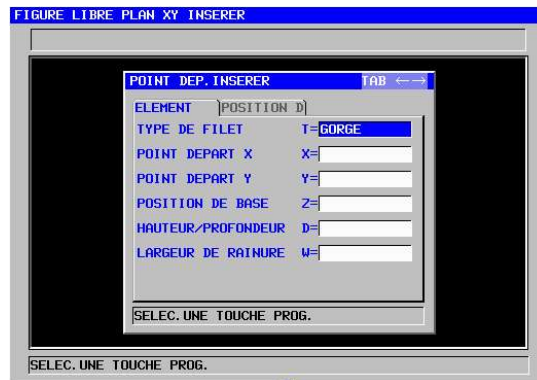 FIGURE LIBRE PLAN XY INSERER
POINT DEP.INSERER TAB ←→
ELEMENT POSITION D
TYPE DE FILET T=GORGE
POINT DEPART X X=
POINT DEPART Y Y=
POSITION DE BASE Z=
HAUTEUR/PROFONDEUR D=
LARGEUR DE RAINURE W=
SELEC.UNE TOUCHE PROG.
SELEC.UNE TOUCHE PROG.